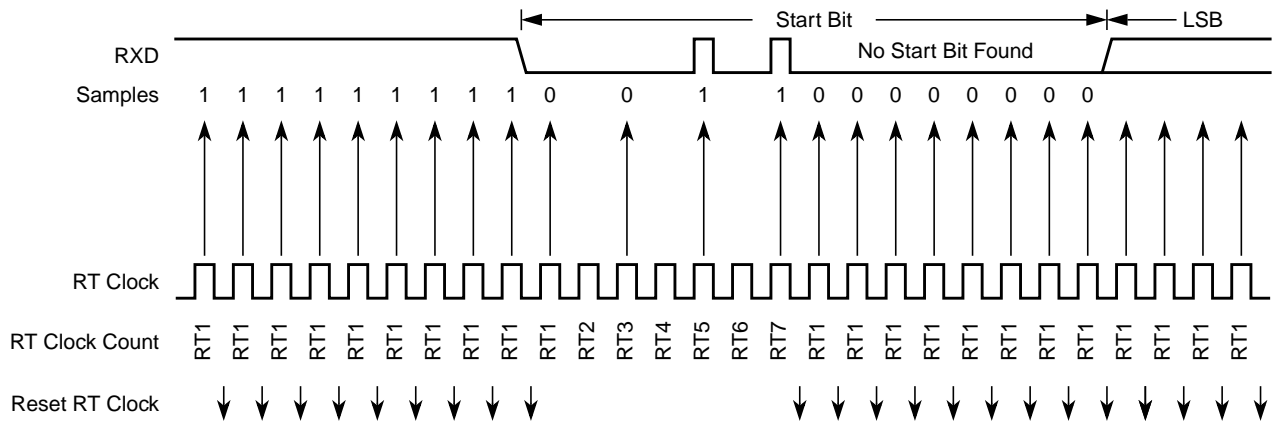 Start Bit LSB
RXD No Start Bit Found
Samples 1 1 1 1 1 1 1 1 1 0 0 1 1 0 0 0 0 0 0 0 0
RT Clock
RT Clock Count RT1 RT1 RT1 RT1 RT1 RT1 RT1 RT1 RT1 RT1 RT2 RT3 RT4 RT5 RT6 RT7 RT1 RT1 RT1 RT1 RT1 RT1 RT1 RT1 RT1 RT1 RT1 RT1
Reset RT Clock